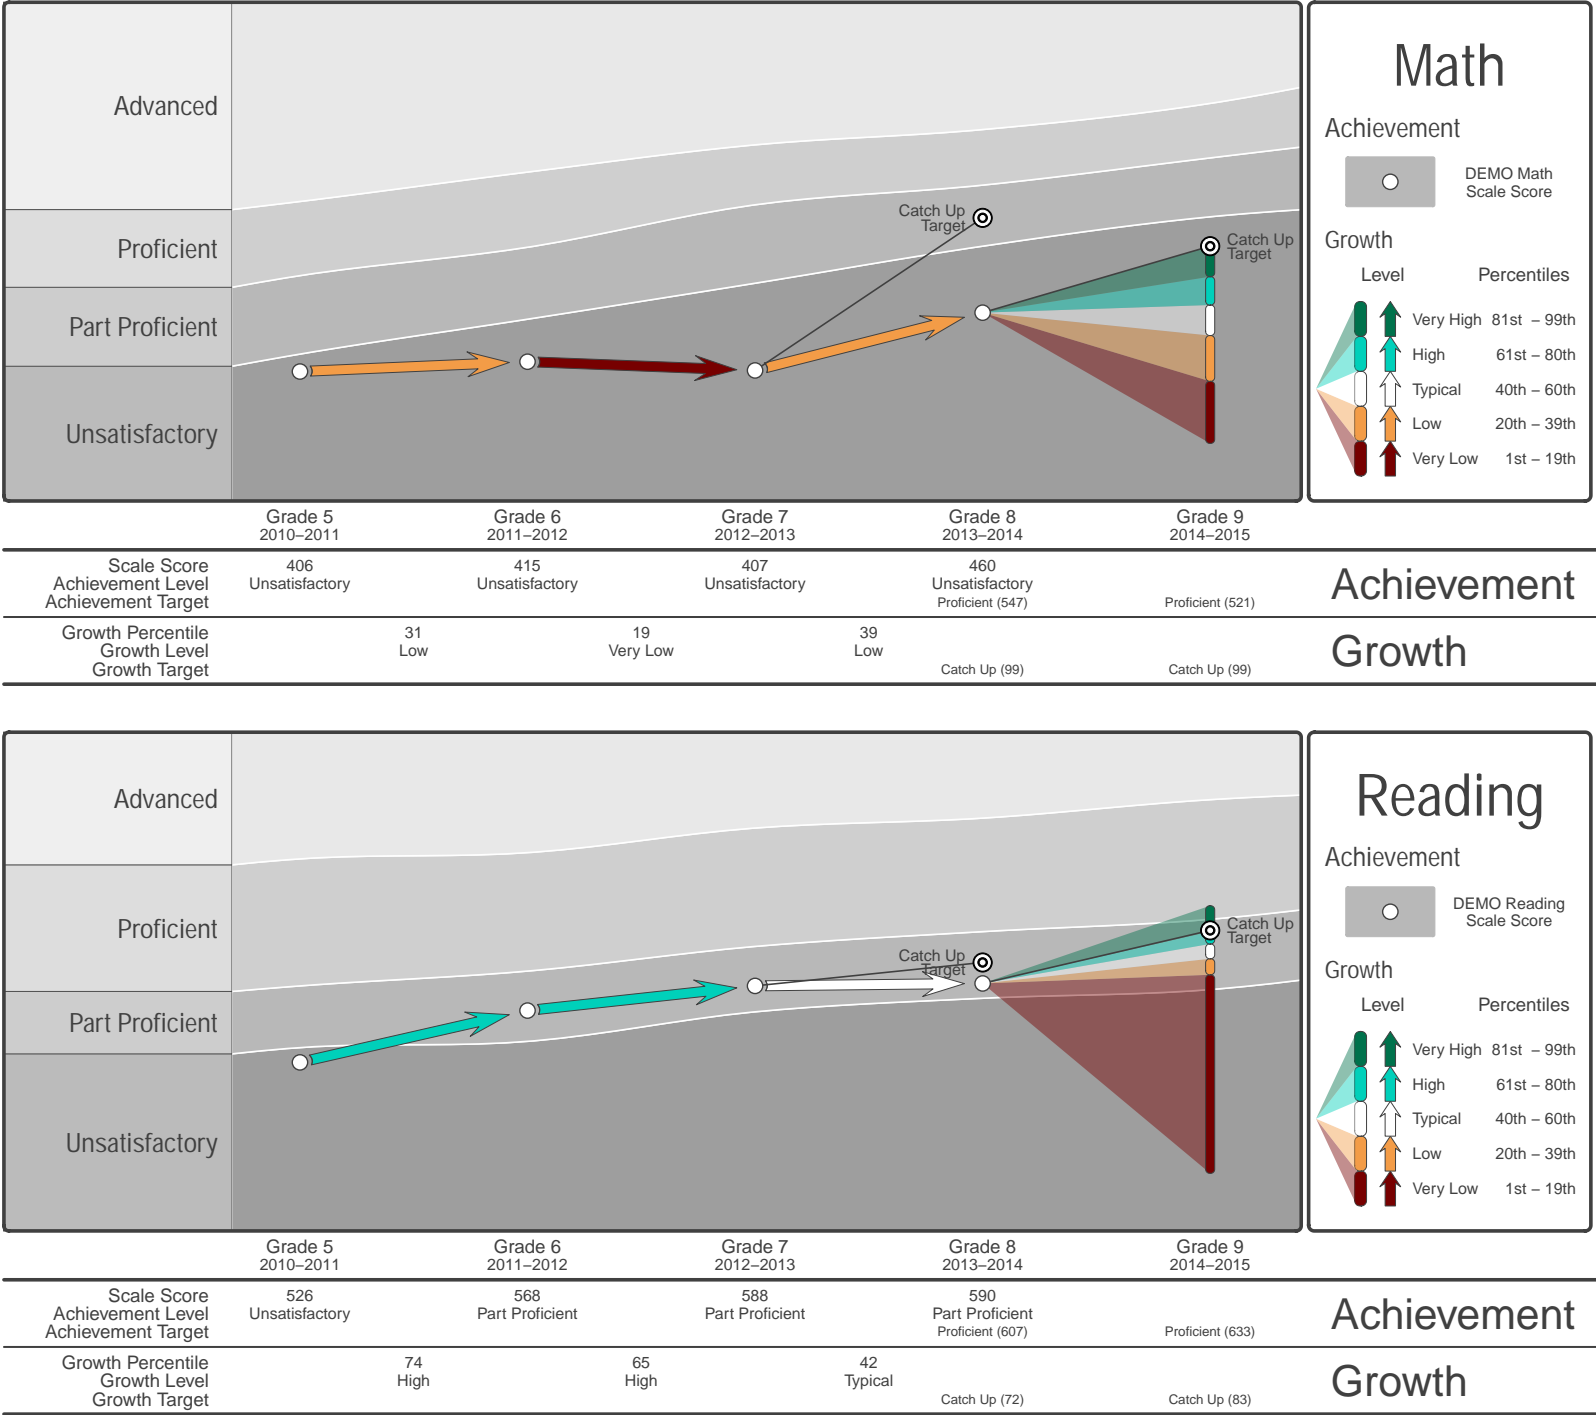 Advanced
Proficient
Part Proficient
Unsatisfactory
Catch Up
Target
Catch Up
Target
Math
Achievement
DEMO Math
Scale Score
Growth
Level Percentiles
Very High 81st – 99th
High 61st – 80th
Typical 40th – 60th
Low 20th – 39th
Very Low 1st – 19th
Grade 5 Grade 6 Grade 7 Grade 8 Grade 9
2010–2011 2011–2012 2012–2013 2013–2014 2014–2015
Scale Score 406 415 407 460
Achievement Level Unsatisfactory Unsatisfactory Unsatisfactory Unsatisfactory
Achievement Target Proficient (547) Proficient (521)
Achievement
Growth Percentile 31 19 39
Growth Level Low Very Low Low
Growth Target Catch Up (99) Catch Up (99)
Growth
Advanced
Proficient
Part Proficient
Unsatisfactory
Catch Up
Target
Catch Up
Target
Reading
Achievement
DEMO Reading
Scale Score
Growth
Level Percentiles
Very High 81st – 99th
High 61st – 80th
Typical 40th – 60th
Low 20th – 39th
Very Low 1st – 19th
Grade 5 Grade 6 Grade 7 Grade 8 Grade 9
2010–2011 2011–2012 2012–2013 2013–2014 2014–2015
Scale Score 526 568 588 590
Achievement Level Unsatisfactory Part Proficient Part Proficient Part Proficient
Achievement Target Proficient (607) Proficient (633)
Achievement
Growth Percentile 74 65 42
Growth Level High High Typical
Growth Target Catch Up (72) Catch Up (83)
Growth